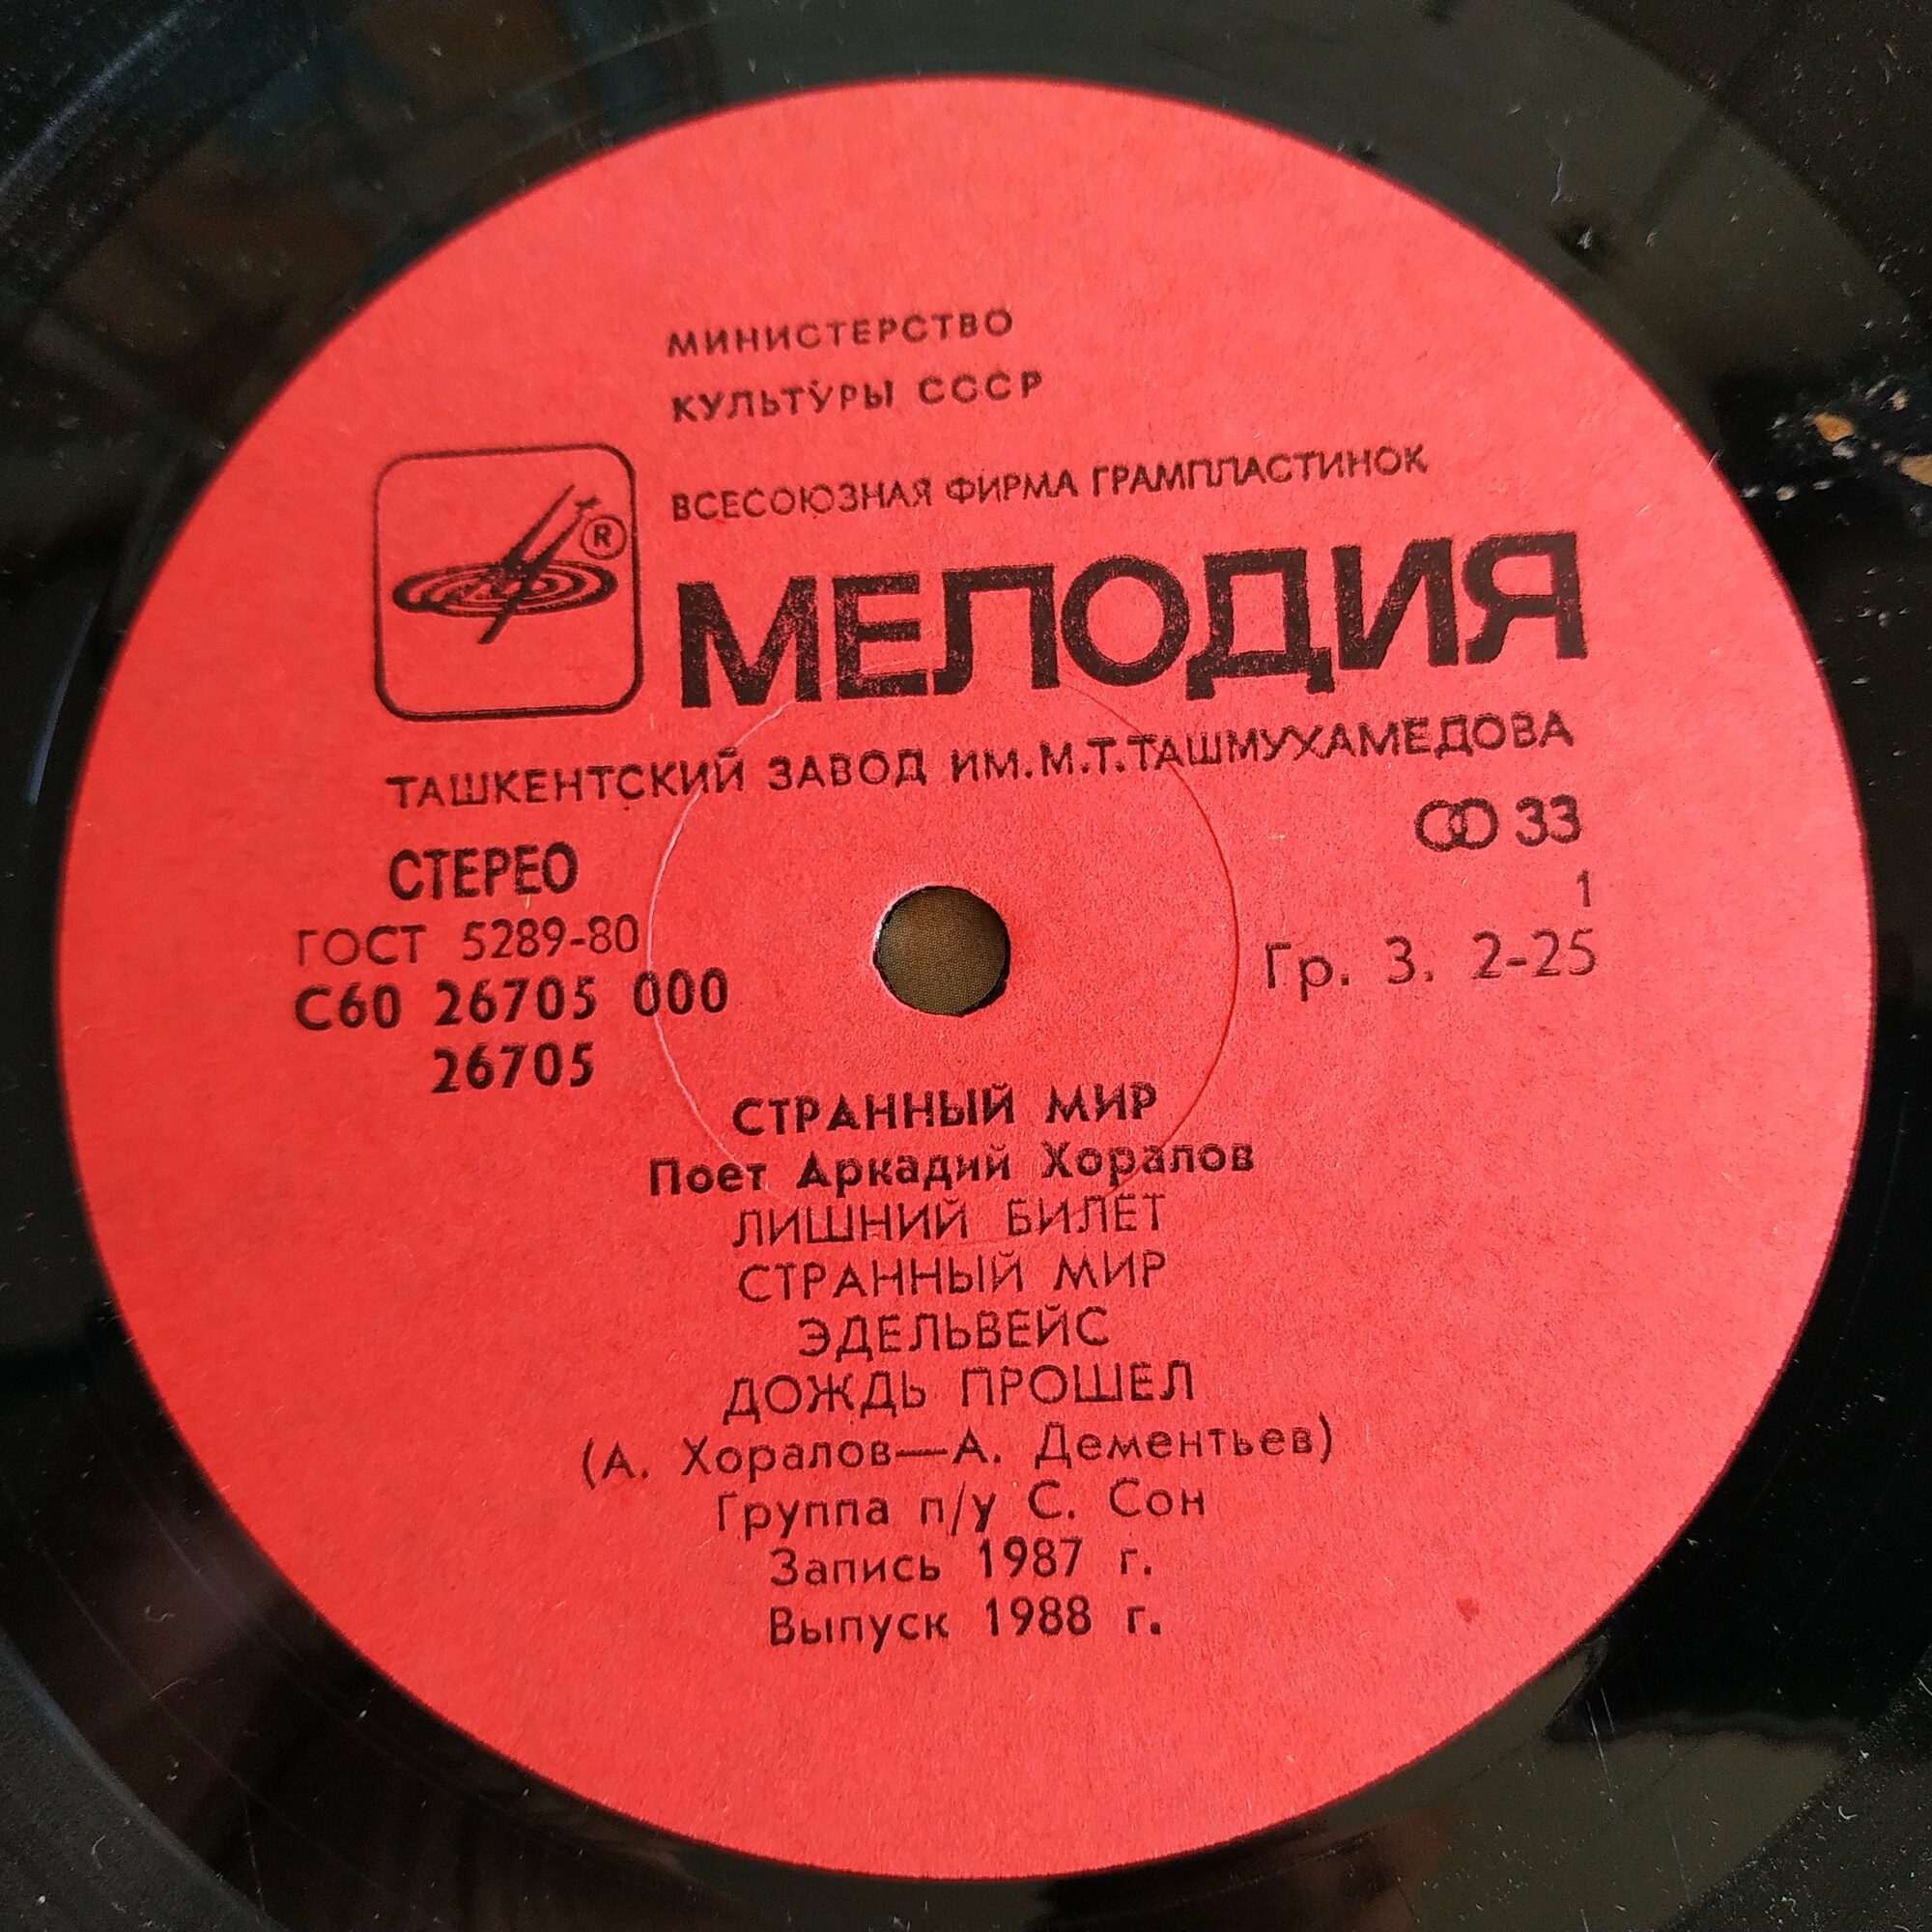 МИНИСТЕРСТВО
КУЛЬТУРЫ СССР
ВСЕСОЮЗНАЯ ФИРМА ГРАМПЛАСТИНОК
®
МЕЛОДИЯ
ТАШКЕНТСКИЙ ЗАВОД ИМ.М.Т.ТАШМУХАМЕДОВА
СТЕРЕО
33
1
ГОСТ 5289-80
Гр. 3. 2-25
С60 26705 000
26705
СТРАННЫЙ МИР
Поет Аркадий Хоралов
ЛИШНИЙ БИЛЕТ
СТРАННЫЙ МИР
ЭДЕЛЬВЕЙС
ДОЖДЬ ПРОШЕЛ
(А. Хоралов—А. Дементьев)
Группа п/у С. Сон
Запись 1987 г.
Выпуск 1988 г.